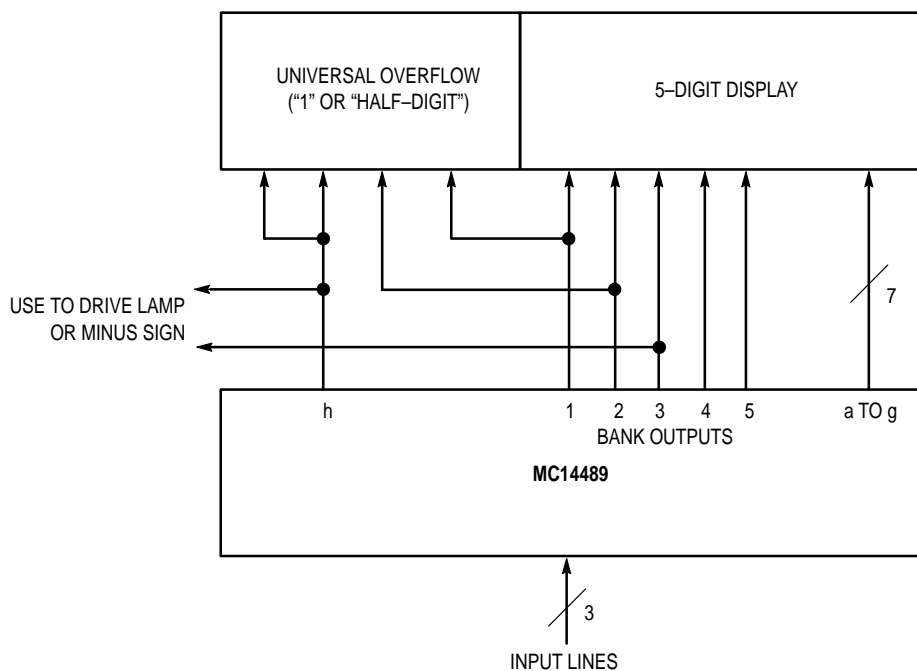 UNIVERSAL OVERFLOW
(“1” OR “HALF–DIGIT”)
5–DIGIT DISPLAY
USE TO DRIVE LAMP
OR MINUS SIGN
7
h
1 2 3 4 5
a TO g
BANK OUTPUTS
MC14489
3
INPUT LINES